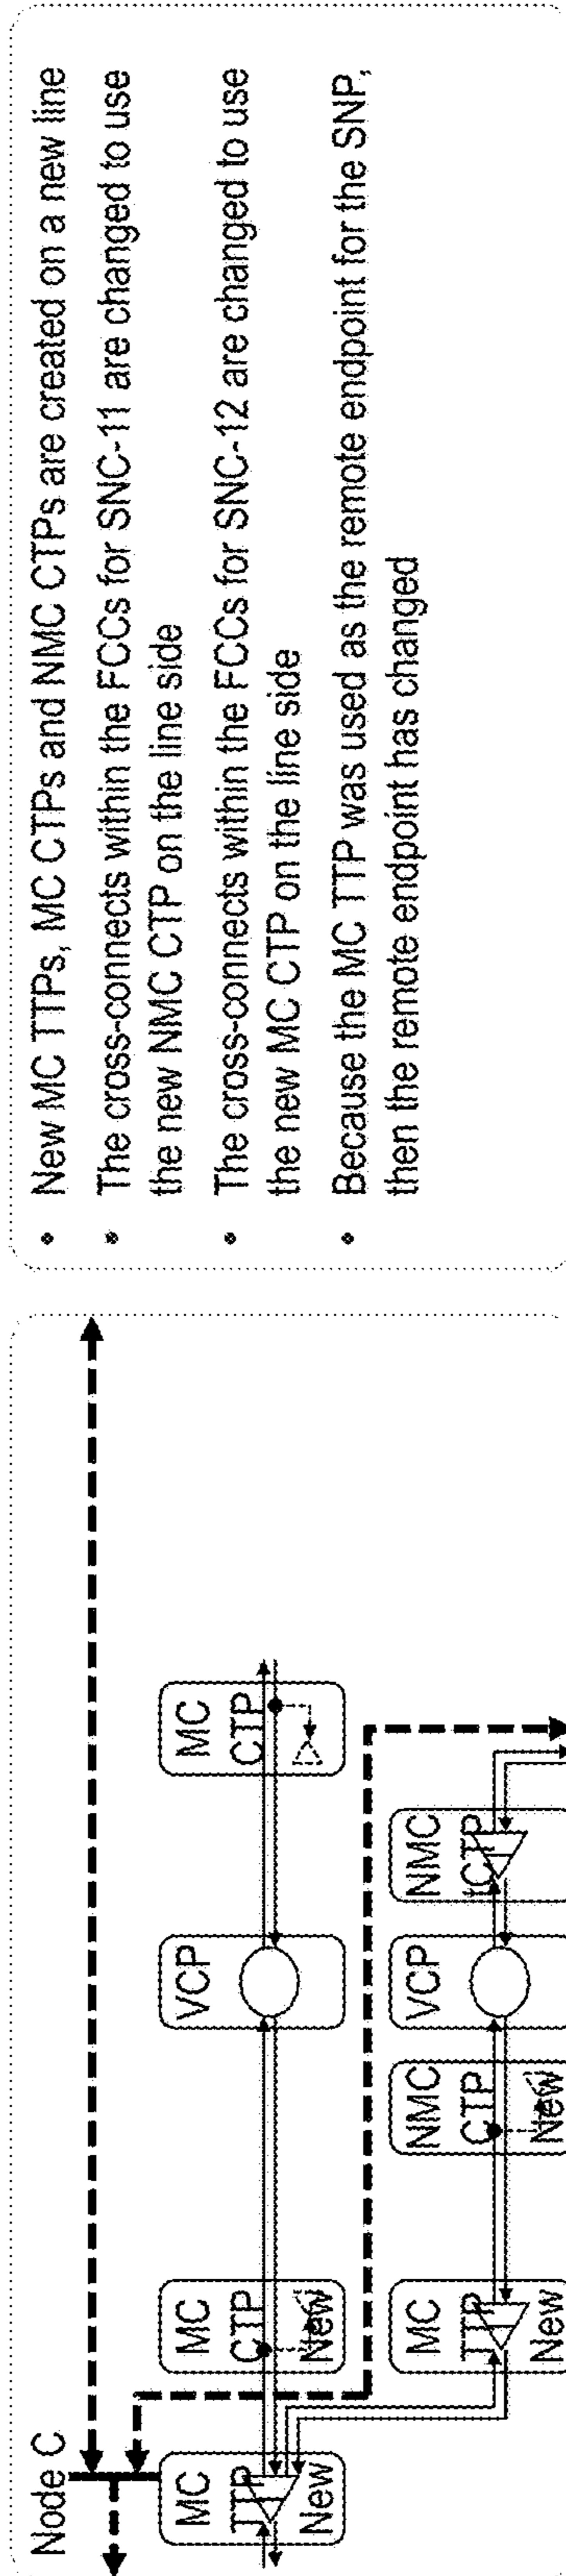 Node C
MC
TTP
New
MC
CTP
New
VCP
MC
CTP
MC
TTP
New
NMC
CTP
New
VCP
NMC
tCTP
• New MC TTPs, MC CTPs and NMC CTPs are created on a new line
• The cross-connects within the FCCs for SNC-11 are changed to use
the new NMC CTP on the line side
• The cross-connects within the FCCs for SNC-12 are changed to use
the new MC CTP on the line side
• Because the MC TTP was used as the remote endpoint for the SNP,
then the remote endpoint has changed